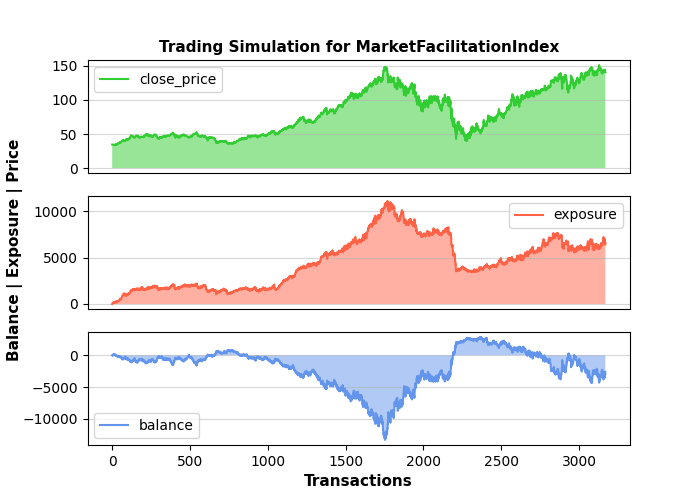 Trading Simulation for MarketFacilitationIndex
150
100
50
0
close_price
10000
5000
0
exposure
0
−5000
−10000
balance
0 500 1000 1500 2000 2500 3000
Transactions
Balance | Exposure | Price